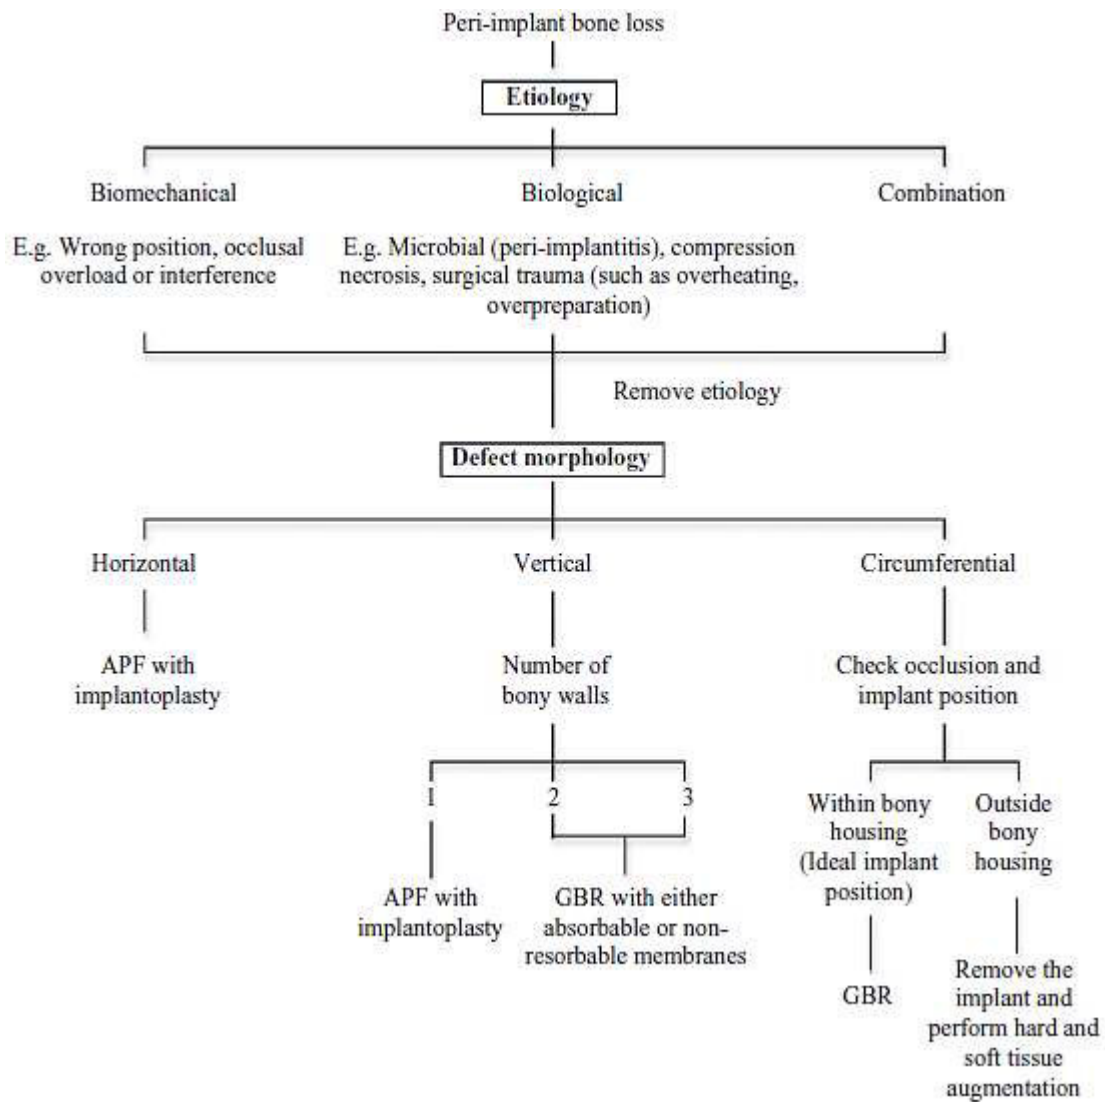 Peri-implant bone loss
Etiology
Biomechanical
Biological
Combination
E.g. Wrong position, occlusal
overload or interference
E.g. Microbial (peri-implantitis), compression
necrosis, surgical trauma (such as overheating,
overpreparation)
Remove etiology
Defect morphology
Horizontal
Vertical
Circumferential
APF with
implantoplasty
Number of
bony walls
Check occlusion and
implant position
1
2
3
Within bony
housing
(Ideal implant
position)
Outside
bony
housing
APF with
implantoplasty
GBR with either
absorbable or non-
resorbable membranes
GBR
Remove the
implant and
perform hard and
soft tissue
augmentation